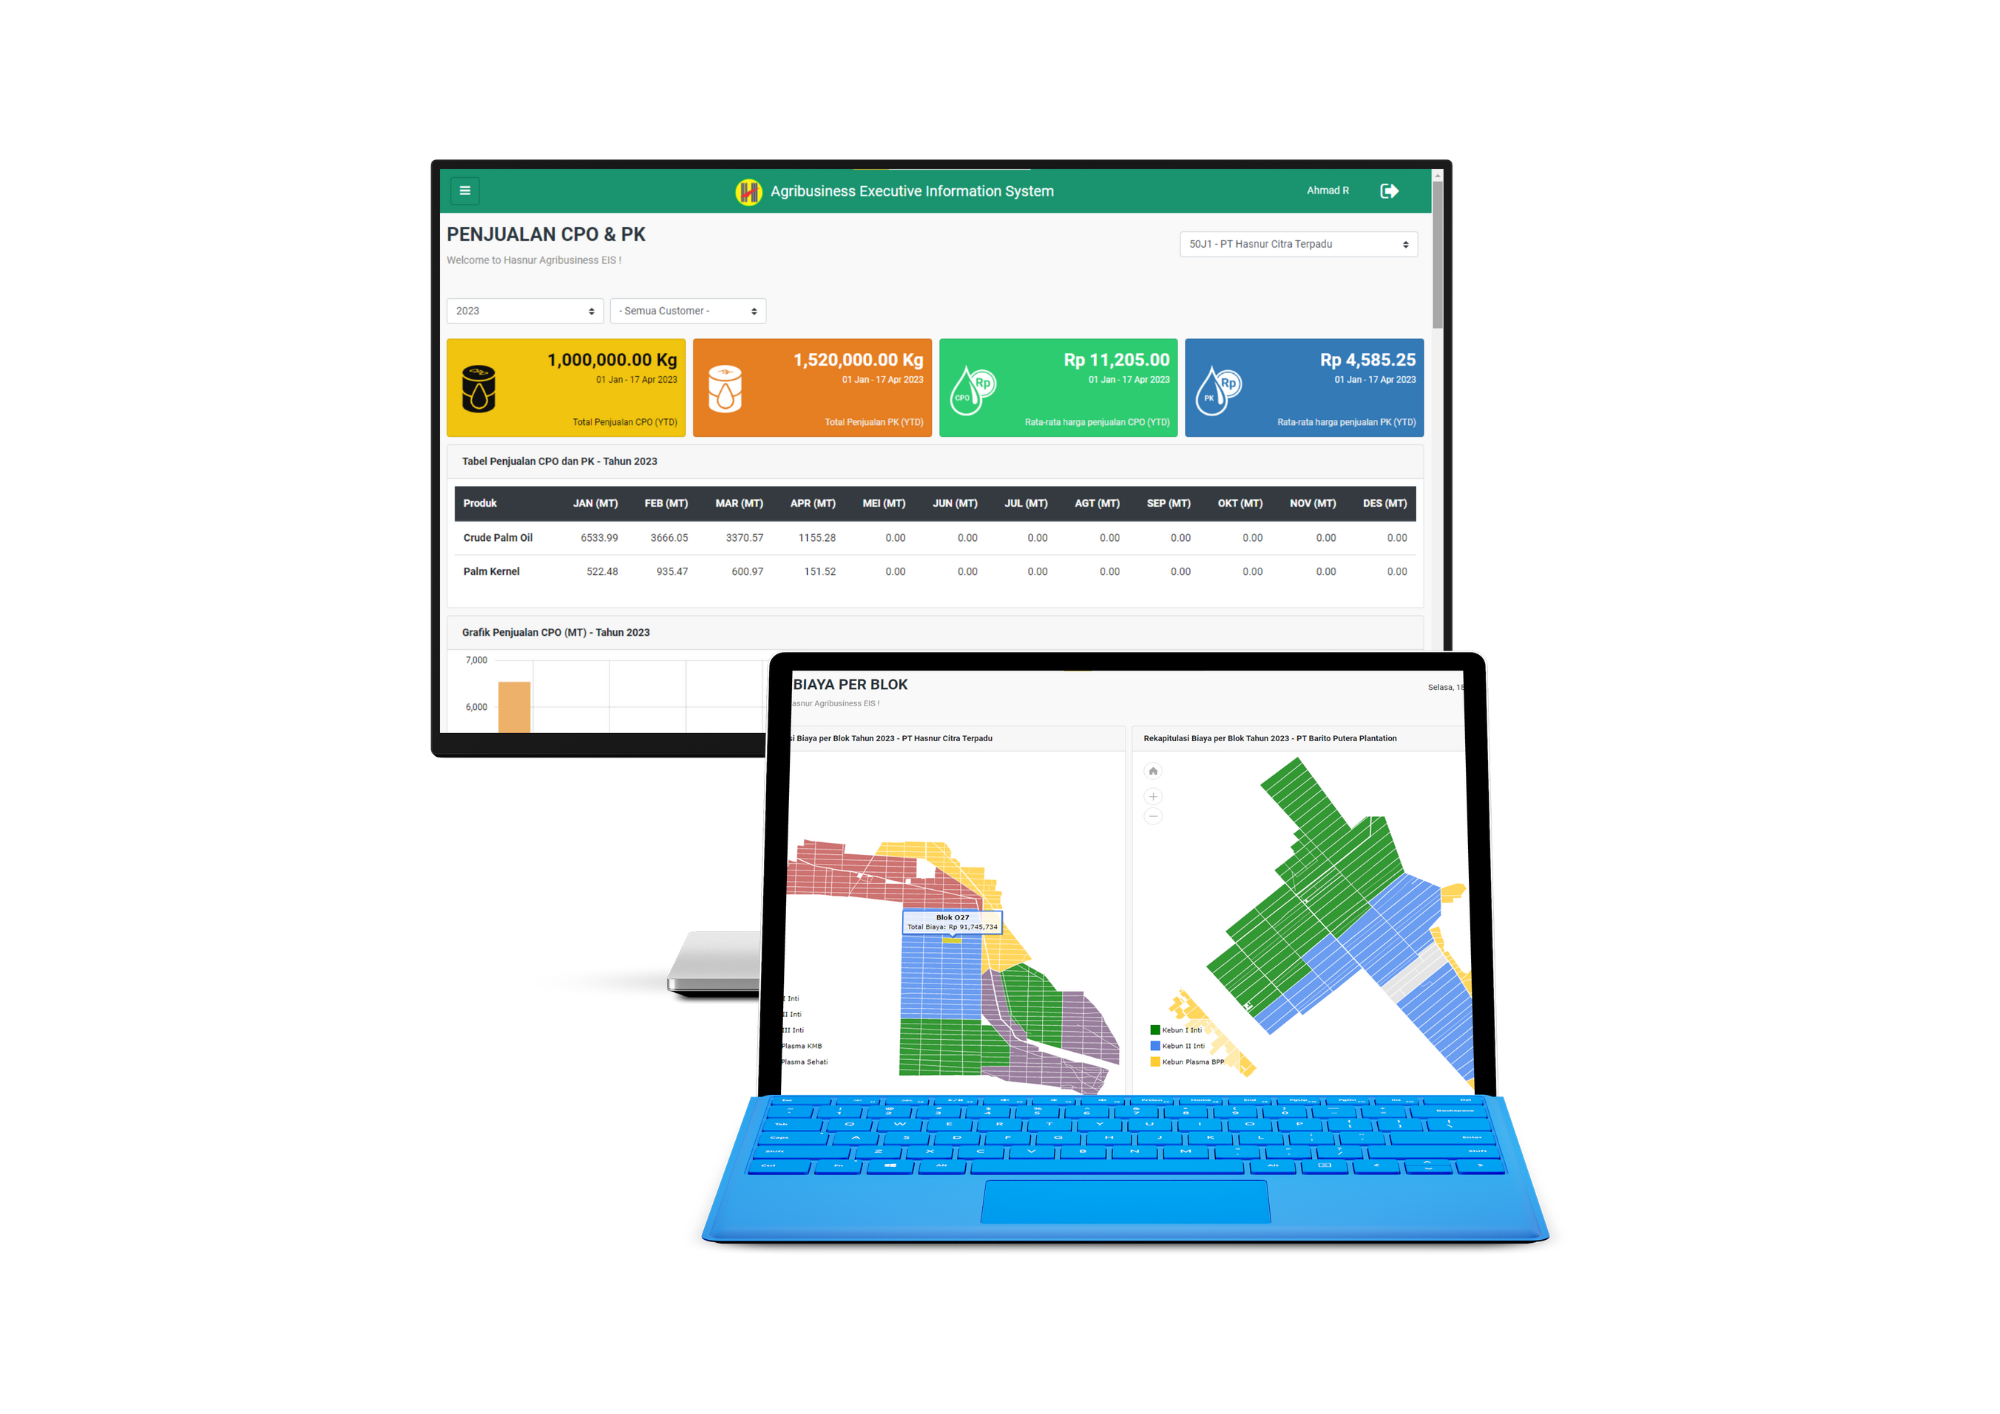 Agribusiness Executive Information System
Ahmad R
PENJUALAN CPO & PK
Welcome to Hasnur Agribusiness EIS !
50J1 - PT Hasnur Citra Terpadu
2023
- Semua Customer -
CPO
1,000,000.00 Kg
01 Jan - 17 Apr 2023
Total Penjualan CPO (YTD)
1,520,000.00 Kg
01 Jan - 17 Apr 2023
Total Penjualan PK (YTD)
CPO
Rp
Rp 11,205.00
01 Jan - 17 Apr 2023
Rata-rata harga penjualan CPO (YTD)
PK
Rp
Rp 4,585.25
01 Jan - 17 Apr 2023
Rata-rata harga penjualan PK (YTD)
Tabel Penjualan CPO dan PK - Tahun 2023
Produk JAN (MT) FEB (MT) MAR (MT) APR (MT) MEI (MT) JUN (MT) JUL (MT) AGT (MT) SEP (MT) OKT (MT) NOV (MT) DES (MT)
Crude Palm Oil 6533.99 3666.05 3370.57 1155.28 0.00 0.00 0.00 0.00 0.00 0.00 0.00 0.00
Palm Kernel 522.48 935.47 600.97 151.52 0.00 0.00 0.00 0.00 0.00 0.00 0.00 0.00
Grafik Penjualan CPO (MT) - Tahun 2023
7,000
6,000
BIAYA PER BLOK
asnur Agribusiness EIS !
Selasa, 18
si Biaya per Blok Tahun 2023 - PT Hasnur Citra Terpadu
Blok O27
Total Biaya: Rp 91,745,734
I Inti
II Inti
III Inti
Plasma KMB
Plasma Sehati
Rekapitulasi Biaya per Blok Tahun 2023 - PT Barito Putera Plantation
Kebun I Inti
Kebun II Inti
Kebun Plasma BPP
Backspace
Tab Q W E R T Y U I O P
Caps A S D F G H J K L Enter
Shift Z X C V B N M Shift
Ctrl Fn Alt Alt